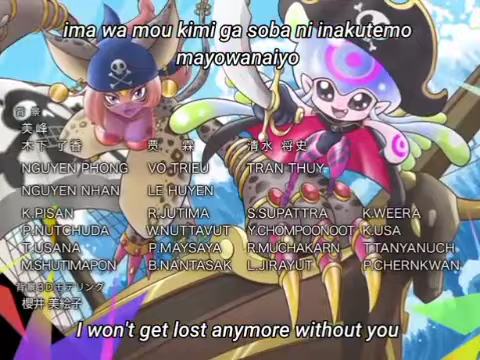 ima wa mou kimi ga soba ni inakutemo
mayowanaiyo
背 景
美峰
木下 了香 栗 霖 清水 将史
NGUYEN PHONG VO TRIEU TRAN THUY
NGUYEN NHAN LE HUYEN
K.PISAN R.JUTIMA S.SUPATTRA K.WEERA
P.NUTCHUDA W.NUTTAVUT Y.CHOMPOONOOT K.USA
T.USANA P.MAYSAYA R.MUCHAKARN T.TANYANUCH
M.SHUTIMAPON B.NANTASAK L.JIRAYUT P.CHERNKWAN
背景3Dモデリング
櫻井 美絵子
I won't get lost anymore without you